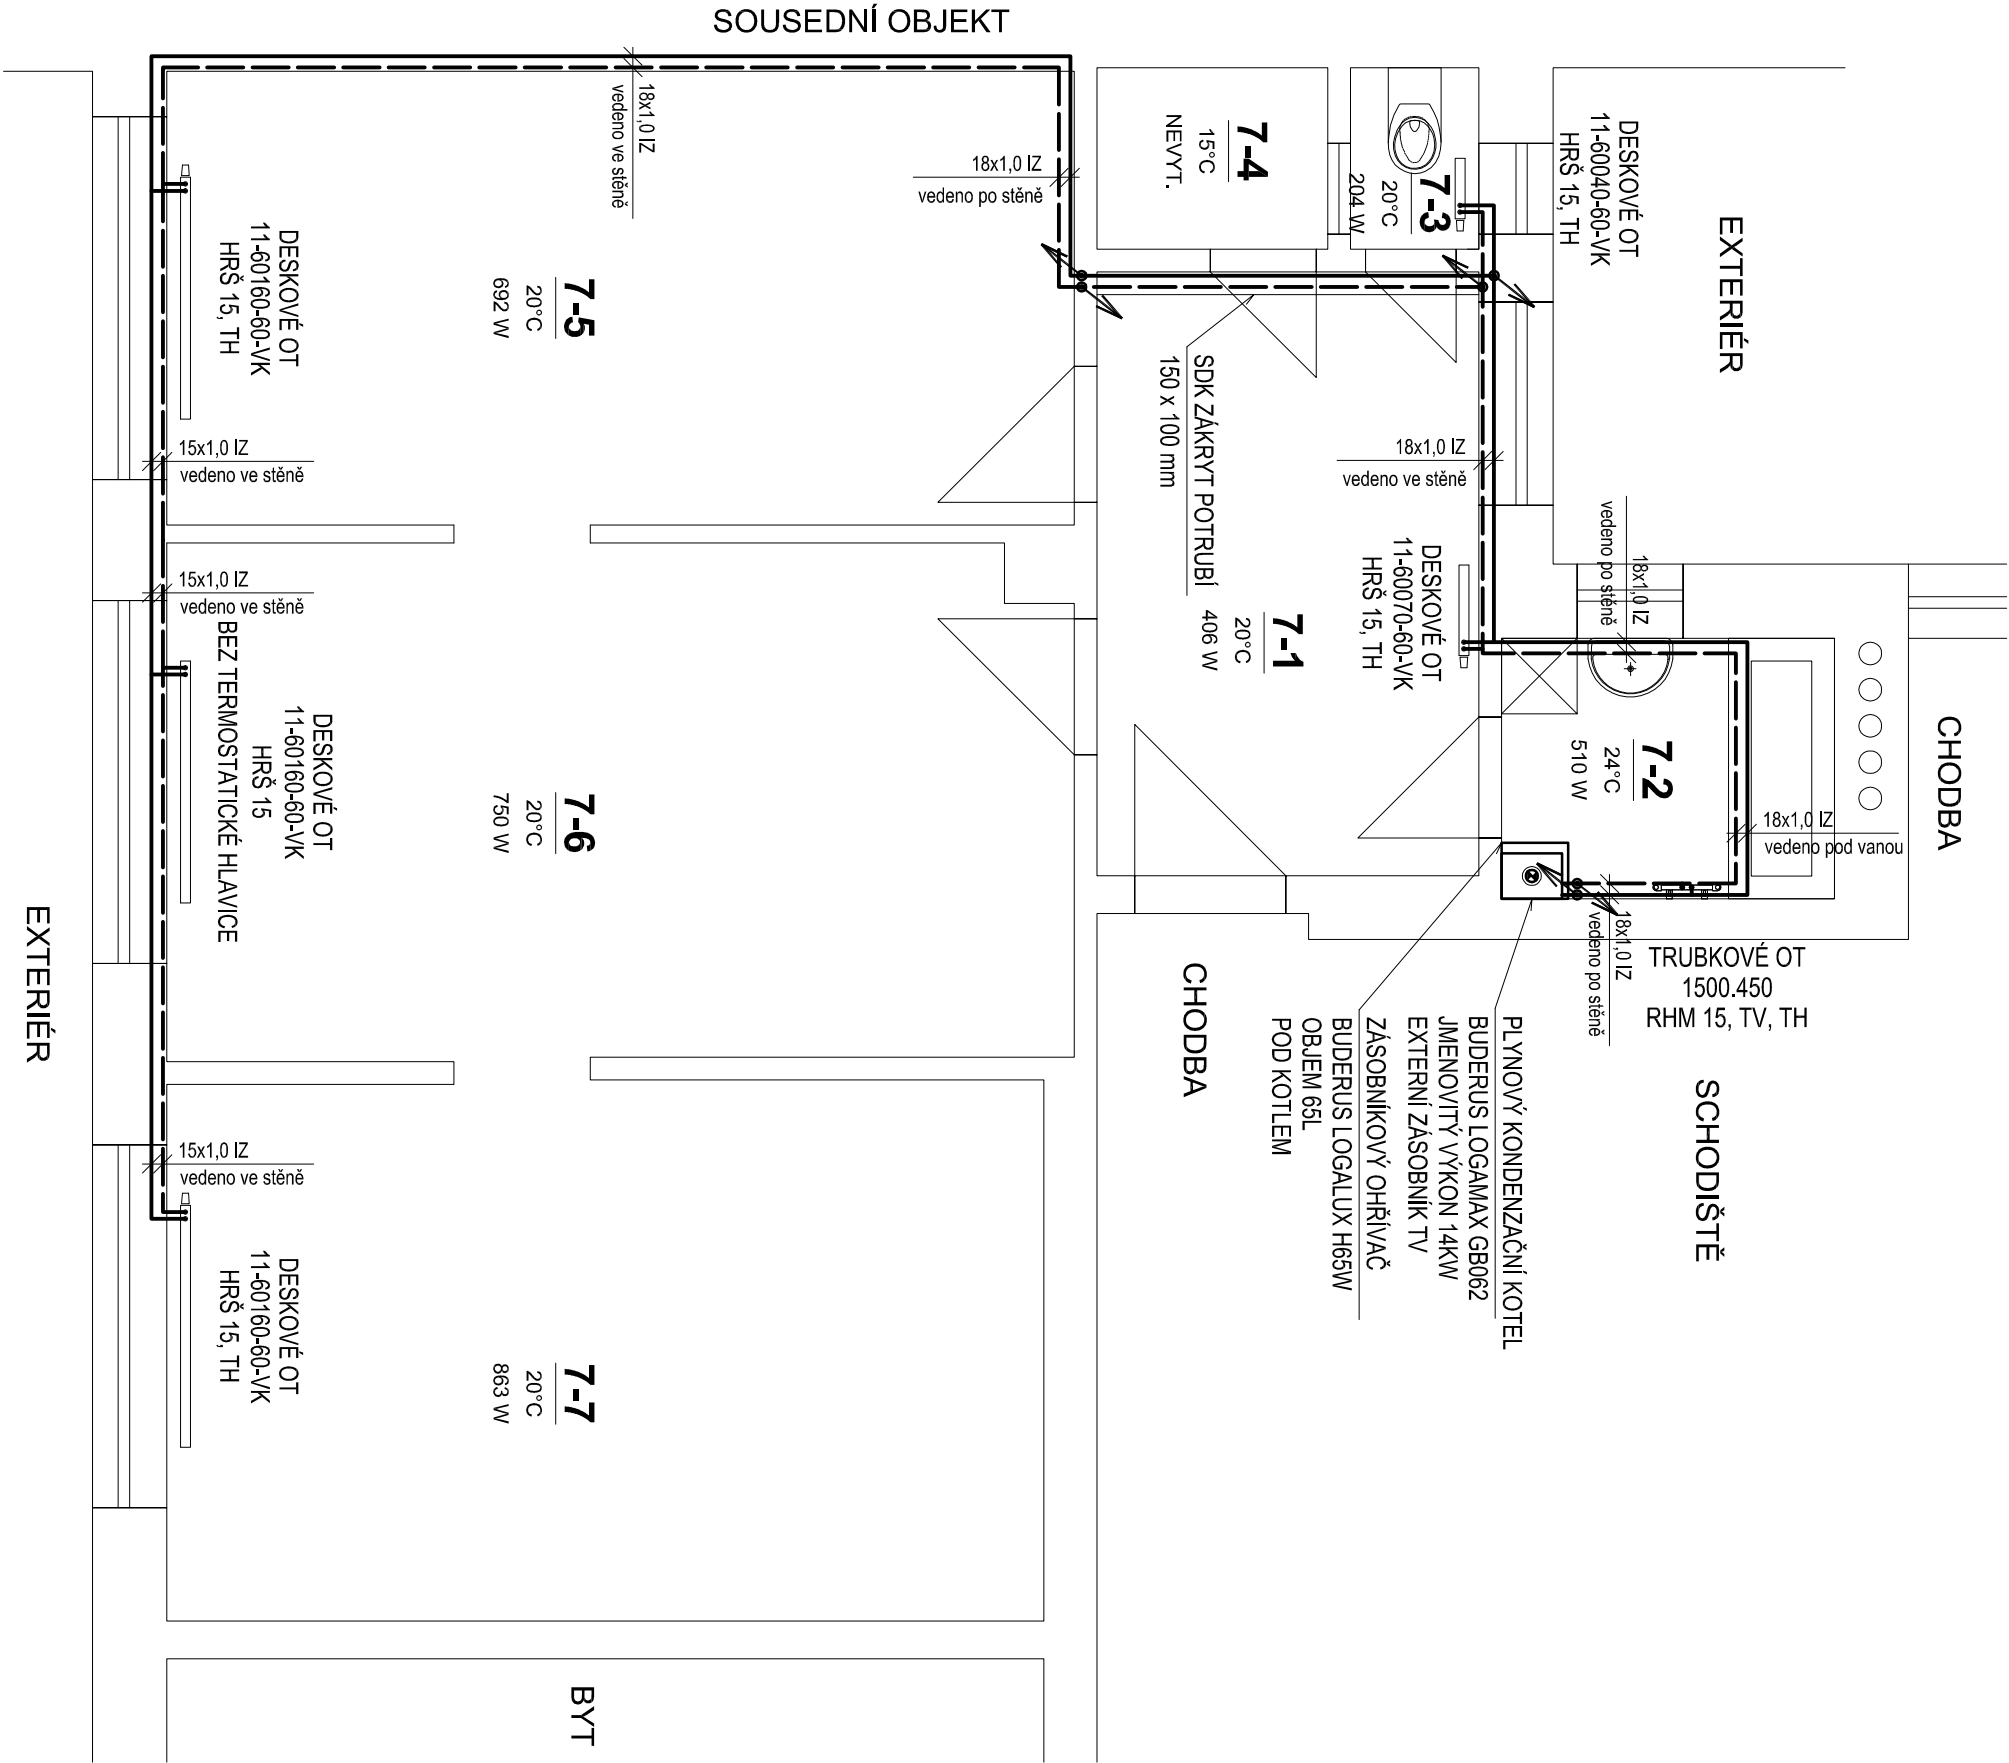 SOUSEDNÍ OBJEKT
18x1,0 IZ
vedeno ve stěně
18x1,0 IZ
vedeno po stěně
7-4
15°C
NEVYT.
7-3
20°C
204 W
DESKOVÉ OT
11-60040-60-VK
HRŠ 15, TH
EXTERIÉR
7-5
20°C
692 W
DESKOVÉ OT
11-60160-60-VK
HRŠ 15, TH
15x1,0 IZ
vedeno ve stěně
SDK ZÁKRYT POTRUBÍ
150 x 100 mm
18x1,0 IZ
vedeno ve stěně
DESKOVÉ OT
11-60070-60-VK
HRŠ 15, TH
7-1
20°C
406 W
18x1,0 IZ
vedeno po stěně
7-2
24°C
510 W
CHODBA
18x1,0 IZ
vedeno pod vanou
18x1,0 IZ
vedeno po stěně
TRUBKOVÉ OT
1500.450
RHM 15, TV, TH
15x1,0 IZ
vedeno ve stěně
DESKOVÉ OT
11-60160-60-VK
HRŠ 15
BEZ TERMOSTATICKÉ HLAVICE
7-6
20°C
750 W
EXTERIÉR
CHODBA
PLYNOVÝ KONDENZAČNÍ KOTEL
BUDERUS LOGAMAX GB062
JMENOVITÝ VÝKON 14KW
EXTERNÍ ZÁSOBNÍK TV
ZÁSOBNÍKOVÝ OHŘÍVAČ
BUDERUS LOGALUX H65W
OBJEM 65L
POD KOTLEM
SCHODIŠTĚ
15x1,0 IZ
vedeno ve stěně
DESKOVÉ OT
11-60160-60-VK
HRŠ 15, TH
7-7
20°C
863 W
BYT